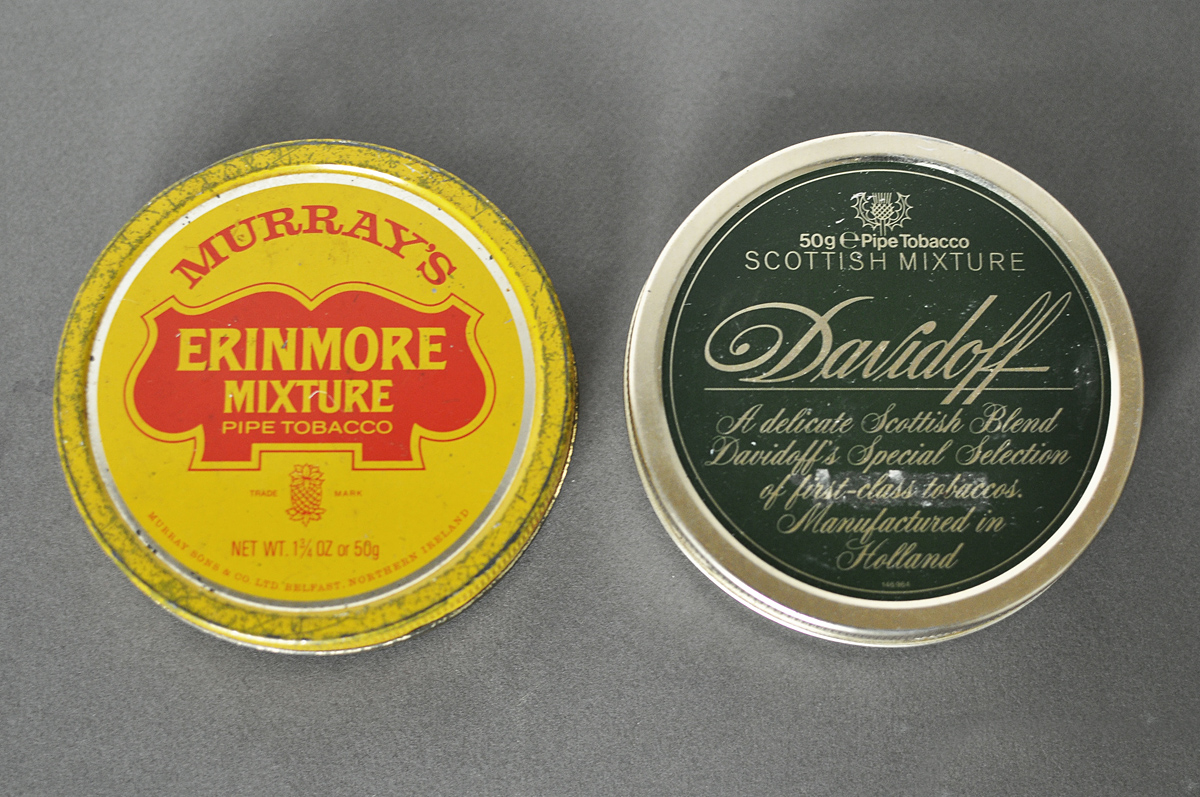 MURRAY'S
ERINMORE
MIXTURE
PIPE TOBACCO
TRADE MARK
NET WT. 1¾ OZ or 50g
MURRAY SONS & CO. LTD BELFAST, NORTHERN IRELAND
50g ℮ Pipe Tobacco
SCOTTISH MIXTURE
Davidoff
A delicate Scottish Blend
Davidoff's Special Selection
of first-class tobaccos.
Manufactured in
Holland